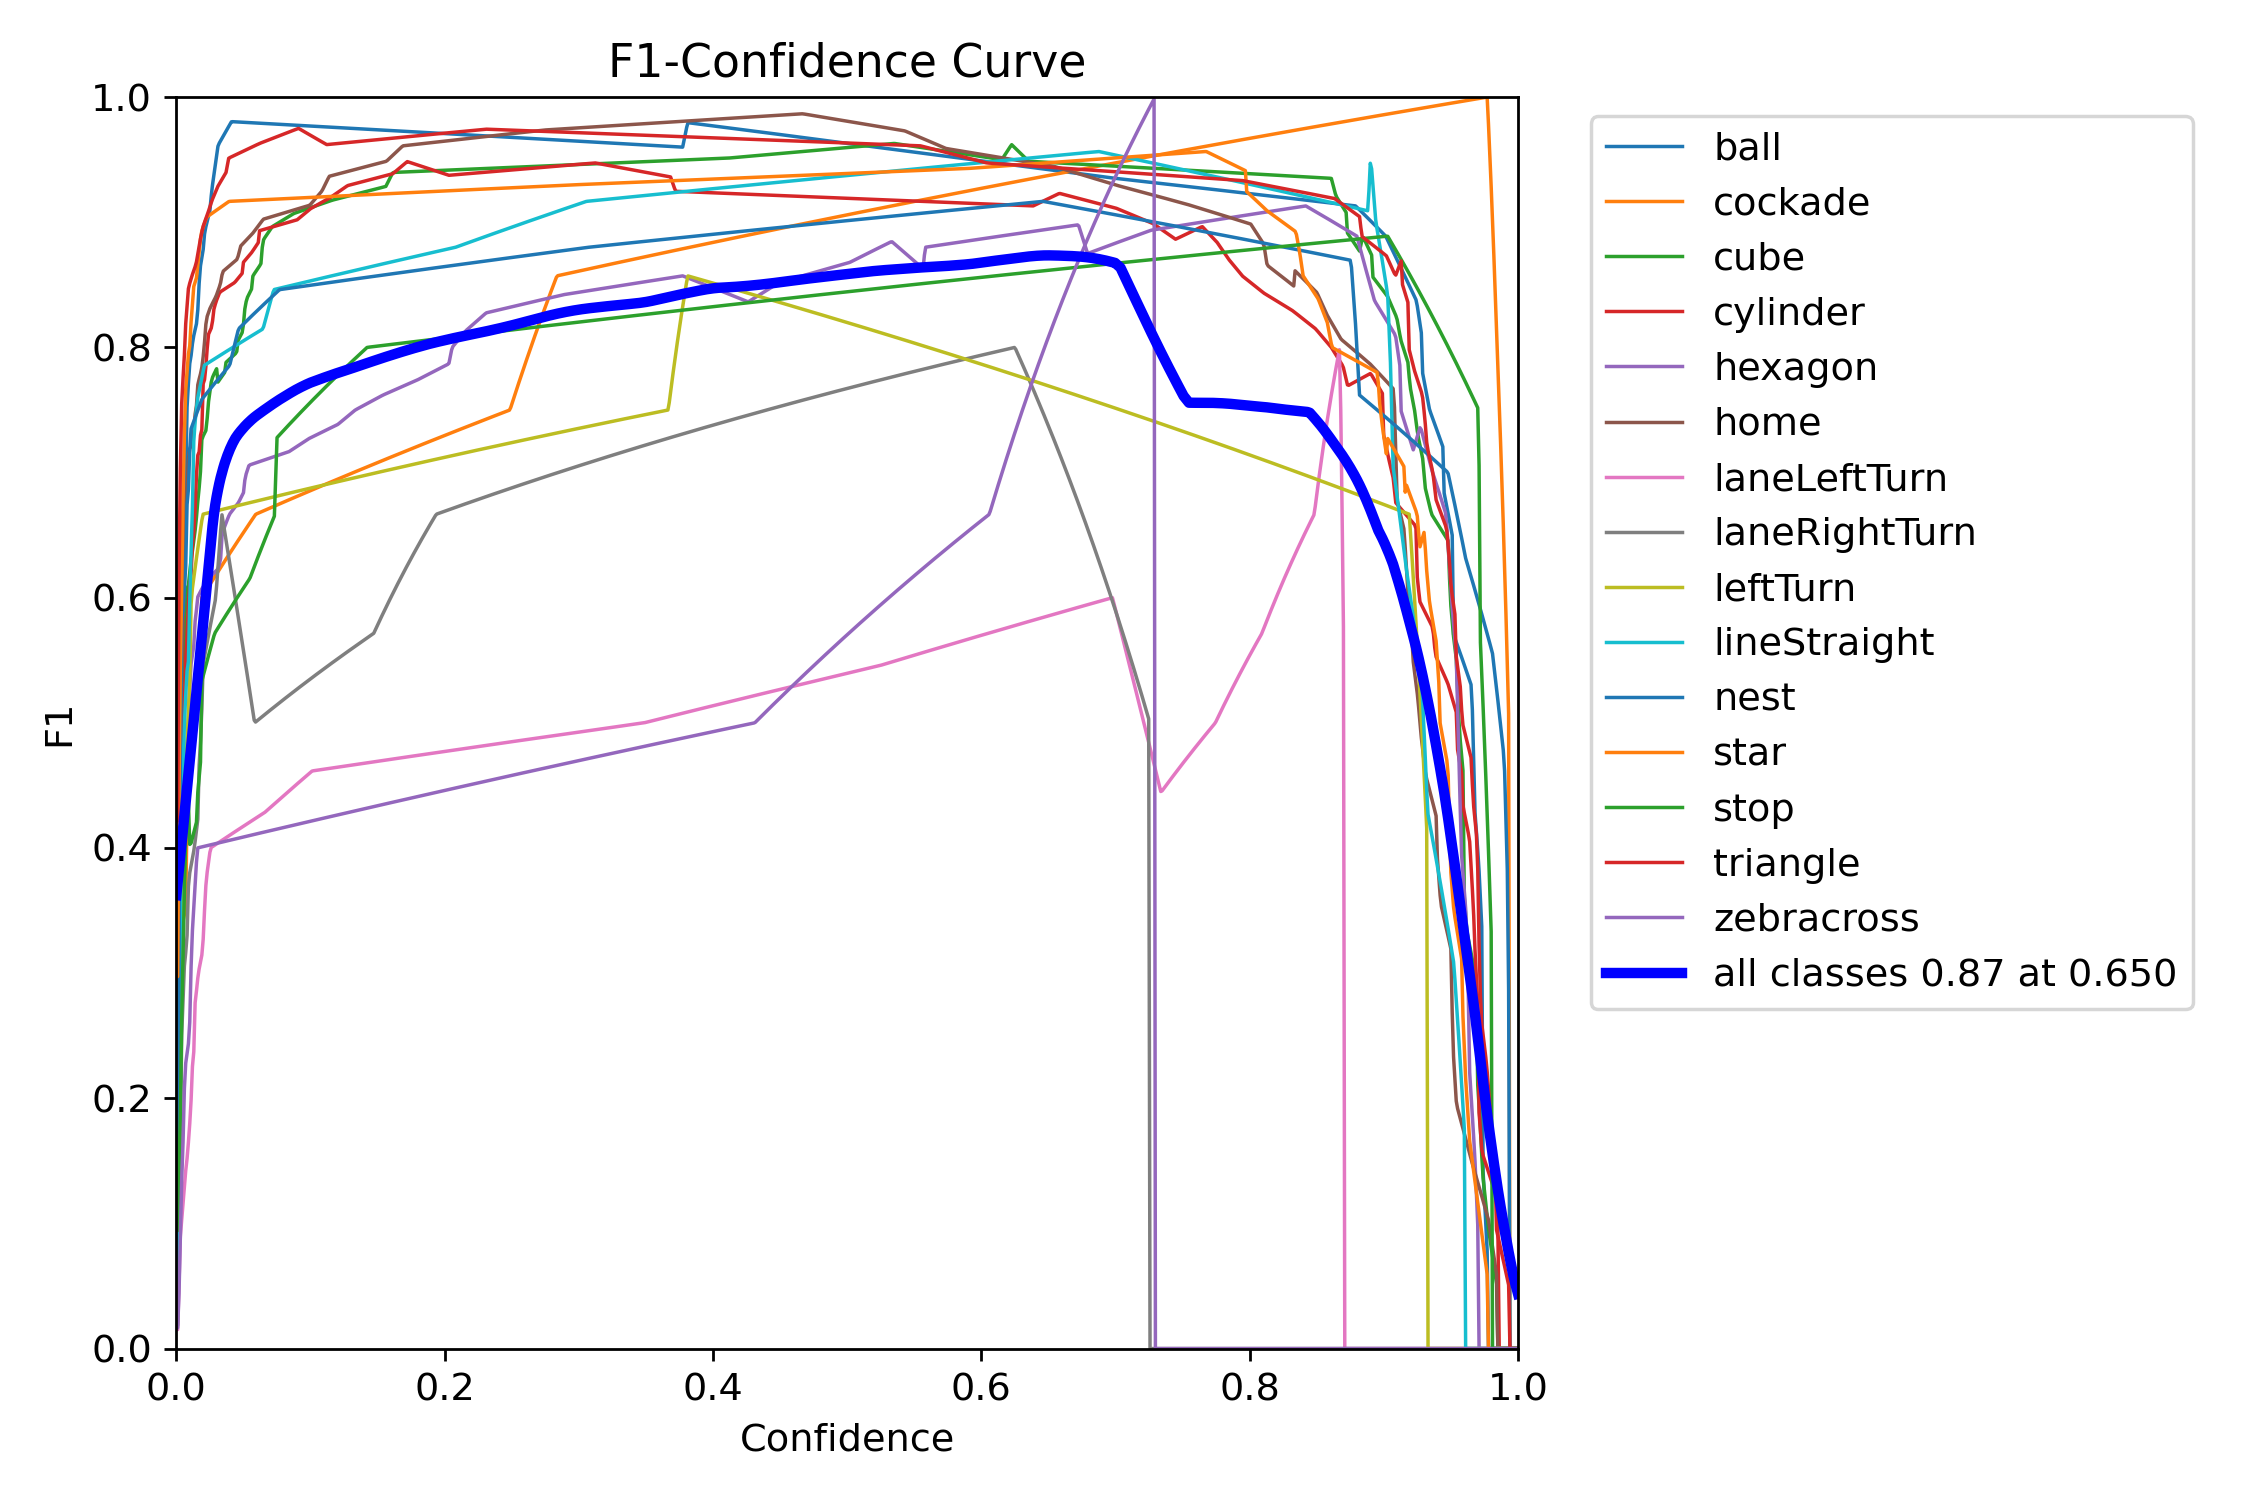 F1-Confidence Curve
1.0
0.8
0.6
0.4
0.2
0.0
F1
0.0 0.2 0.4 0.6 0.8 1.0
Confidence
ball
cockade
cube
cylinder
hexagon
home
laneLeftTurn
laneRightTurn
leftTurn
lineStraight
nest
star
stop
triangle
zebracross
all classes 0.87 at 0.650